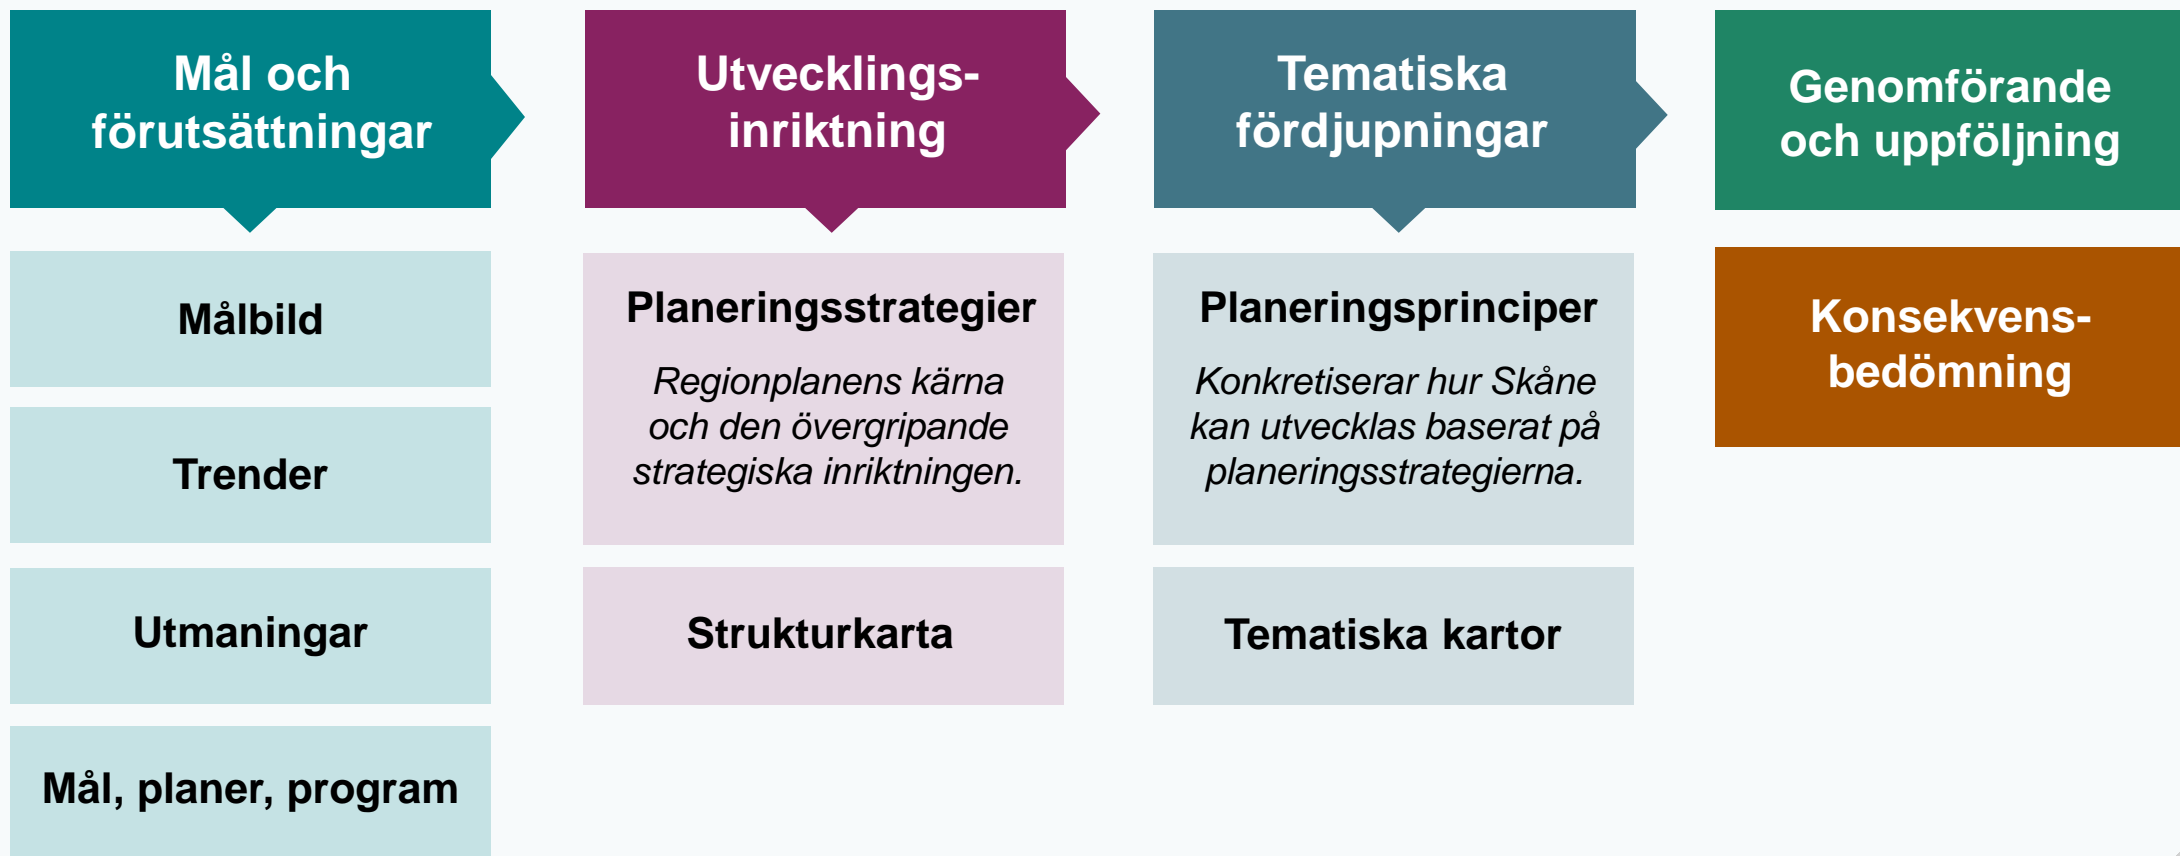 Mål och
förutsättningar
Målbild
Trender
Utmaningar
Mål, planer, program
Utvecklings-
inriktning
Planeringsstrategier
Regionplanens kärna
och den övergripande
strategiska inriktningen.
Strukturkarta
Tematiska
fördjupningar
Planeringsprinciper
Konkretiserar hur Skåne
kan utvecklas baserat på
planeringsstrategierna.
Tematiska kartor
Genomförande
och uppföljning
Konsekvens-
bedömning